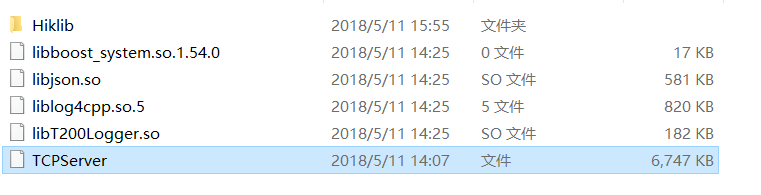 Hiklib 2018/5/11 15:55 文件夹
libboost_system.so.1.54.0 2018/5/11 14:25 0 文件 17 KB
libjson.so 2018/5/11 14:25 SO 文件 581 KB
liblog4cpp.so.5 2018/5/11 14:25 5 文件 820 KB
libT200Logger.so 2018/5/11 14:25 SO 文件 182 KB
TCPServer 2018/5/11 14:07 文件 6,747 KB